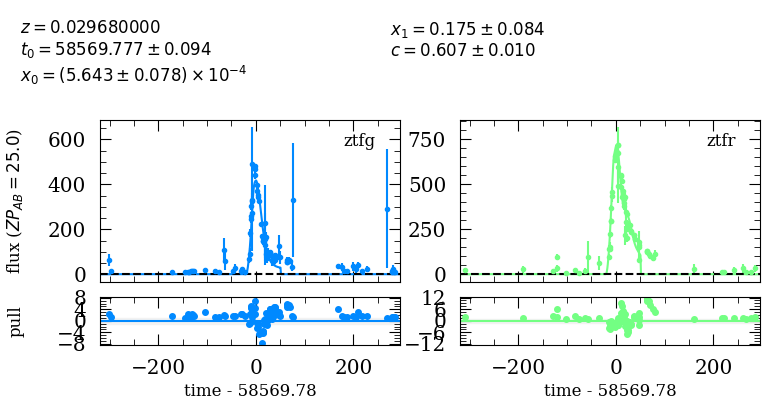 z = 0.029680000
t₀ = 58569.777 ± 0.094
x₀ = (5.643 ± 0.078) × 10⁻⁴
x₁ = 0.175 ± 0.084
c = 0.607 ± 0.010
flux (ZP_AB = 25.0)
600
400
200
0
ztfg
750
500
250
0
ztfr
pull
8
4
0
−4
−8
12
6
0
−6
−12
−200
0
200
time - 58569.78
−200
0
200
time - 58569.78